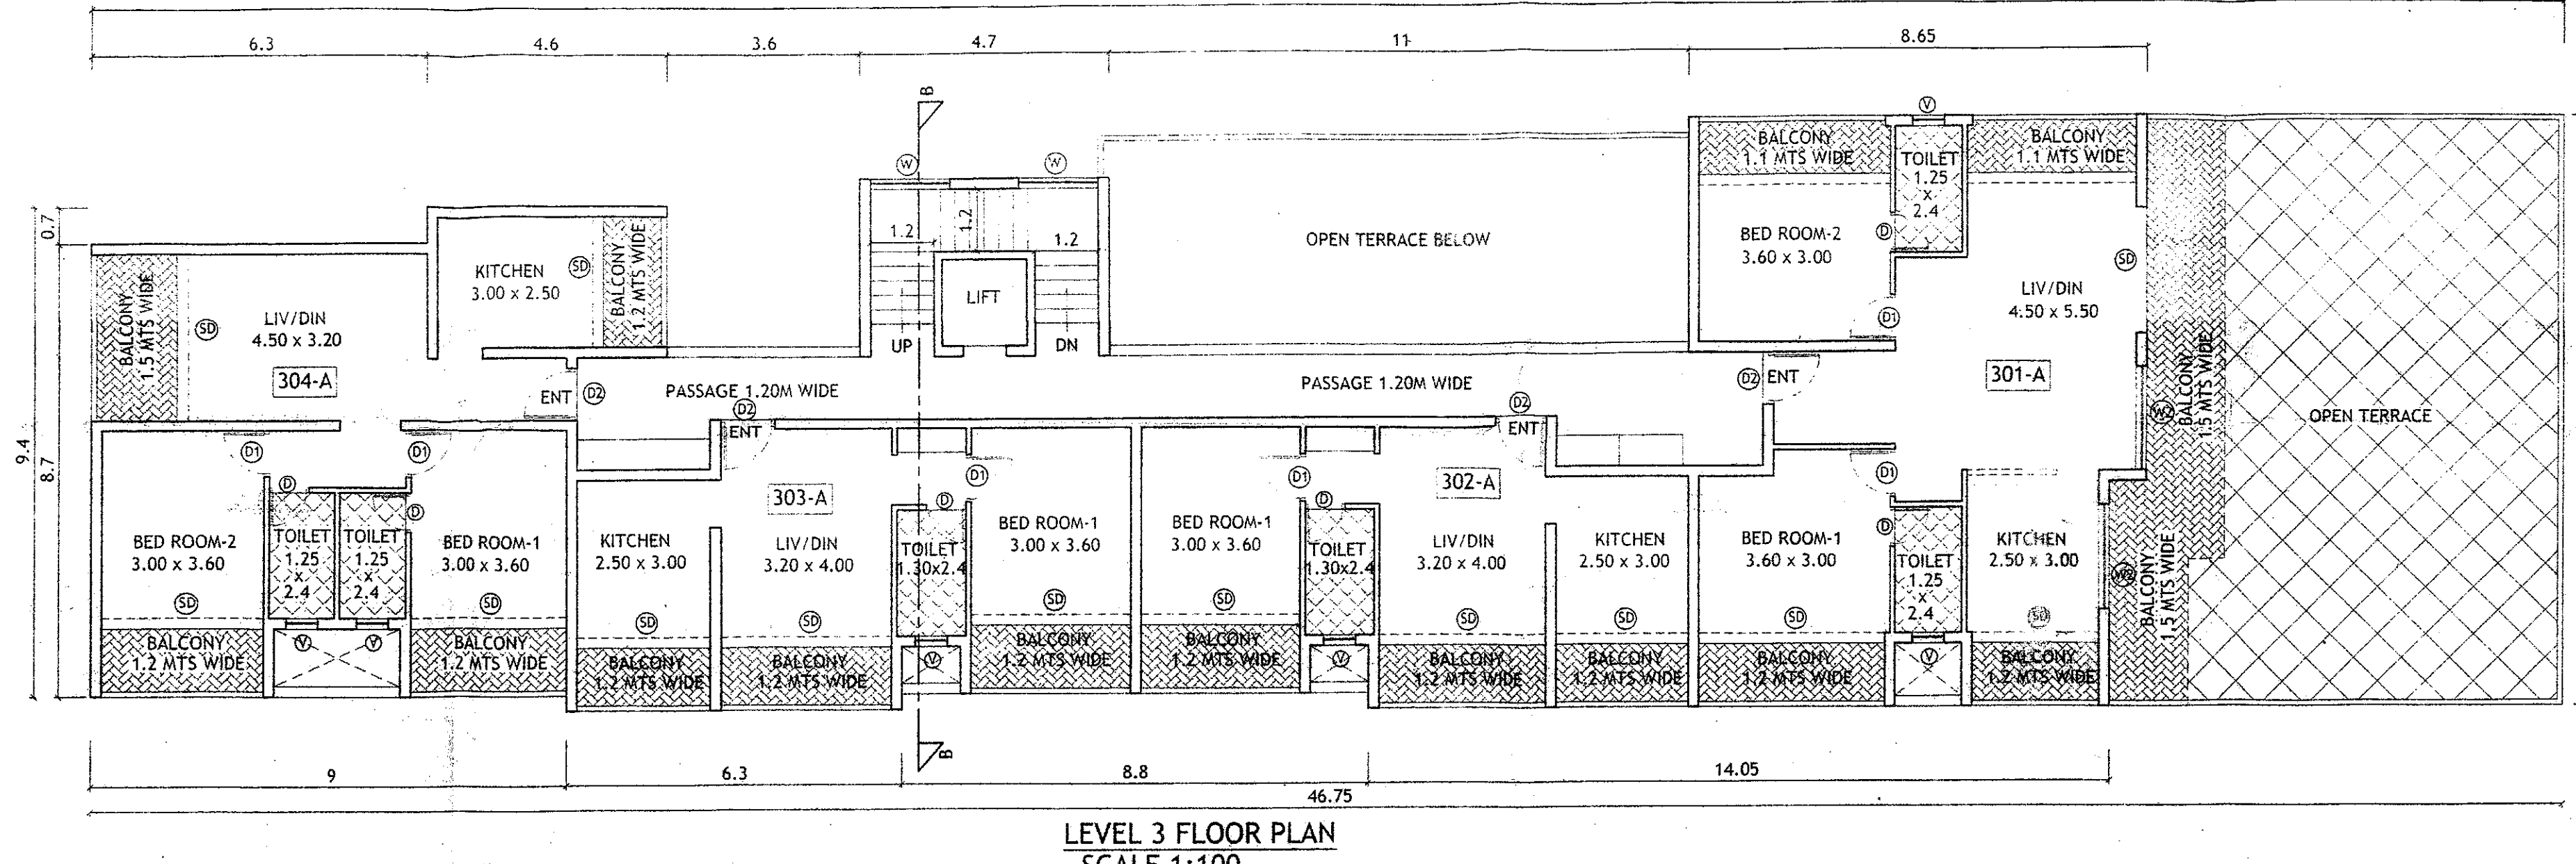 6.3
4.6
3.6
4.7
11
8.65
B
V
BALCONY
1.1 MTS WIDE
TOILET
1.25
x
2.4
BALCONY
1.1 MTS WIDE
W
W
1.2
1.2
1.2
0.7
KITCHEN
3.00 x 2.50
SD
BALCONY
1.2 MTS WIDE
OPEN TERRACE BELOW
BED ROOM-2
3.60 x 3.00
D
SD
LIFT
BALCONY
1.5 MTS WIDE
SD
LIV/DIN
4.50 x 3.20
LIV/DIN
4.50 x 5.50
D1
UP
DN
304-A
301-A
ENT
D2
PASSAGE 1.20M WIDE
PASSAGE 1.20M WIDE
D2
ENT
BALCONY
1.5 MTS WIDE
W2
OPEN TERRACE
D2
ENT
D2
ENT
9.4
8.7
D1
D1
D1
D1
D1
303-A
302-A
D
D
D
D
D
BED ROOM-2
3.00 x 3.60
TOILET
1.25
x
2.4
TOILET
1.25
x
2.4
BED ROOM-1
3.00 x 3.60
KITCHEN
2.50 x 3.00
LIV/DIN
3.20 x 4.00
TOILET
1.30x2.4
BED ROOM-1
3.00 x 3.60
BED ROOM-1
3.00 x 3.60
TOILET
1.30x2.4
LIV/DIN
3.20 x 4.00
KITCHEN
2.50 x 3.00
BED ROOM-1
3.60 x 3.00
TOILET
1.25
x
2.4
KITCHEN
2.50 x 3.00
W2
BALCONY
1.5 MTS WIDE
SD
SD
SD
SD
SD
SD
SD
SD
SD
SD
BALCONY
1.2 MTS WIDE
V
V
BALCONY
1.2 MTS WIDE
BALCONY
1.2 MTS WIDE
BALCONY
1.2 MTS WIDE
V
BALCONY
1.2 MTS WIDE
BALCONY
1.2 MTS WIDE
V
BALCONY
1.2 MTS WIDE
BALCONY
1.2 MTS WIDE
BALCONY
1.2 MTS WIDE
V
BALCONY
1.2 MTS WIDE
B
9
6.3
8.8
14.05
46.75
LEVEL 3 FLOOR PLAN
SCALE 1:100